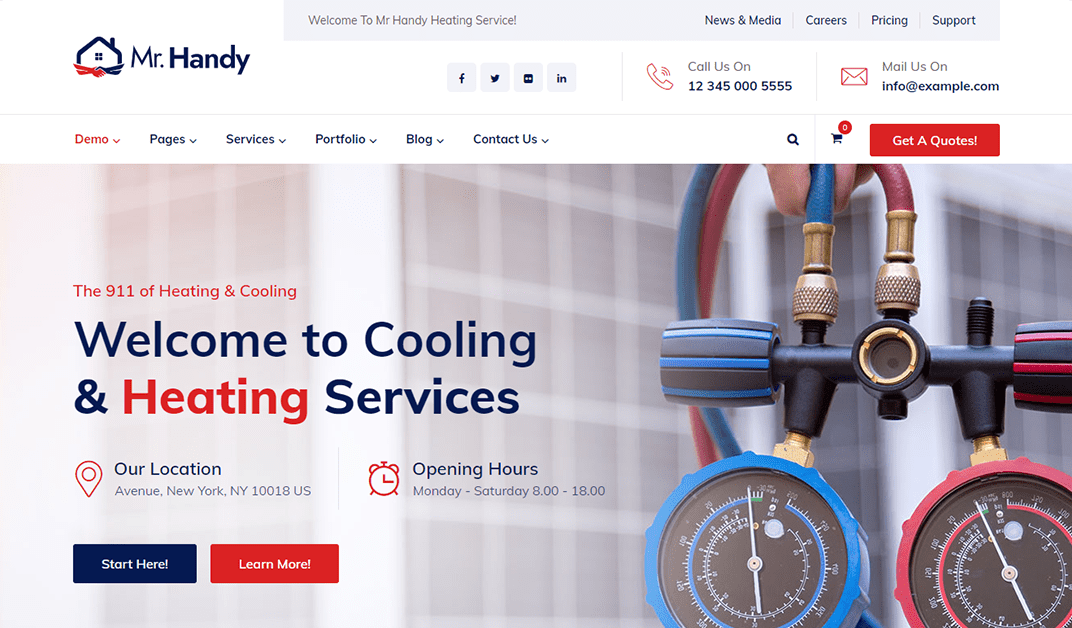 Welcome To Mr Handy Heating Service!
News & Media
Careers
Pricing
Support
Mr. Handy
Call Us On
12 345 000 5555
Mail Us On
info@example.com
Demo
Pages
Services
Portfolio
Blog
Contact Us
0
Get A Quotes!
The 911 of Heating & Cooling
Welcome to Cooling
& Heating Services
Our Location
Avenue, New York, NY 10018 US
Opening Hours
Monday - Saturday 8.00 - 18.00
Start Here!
Learn More!